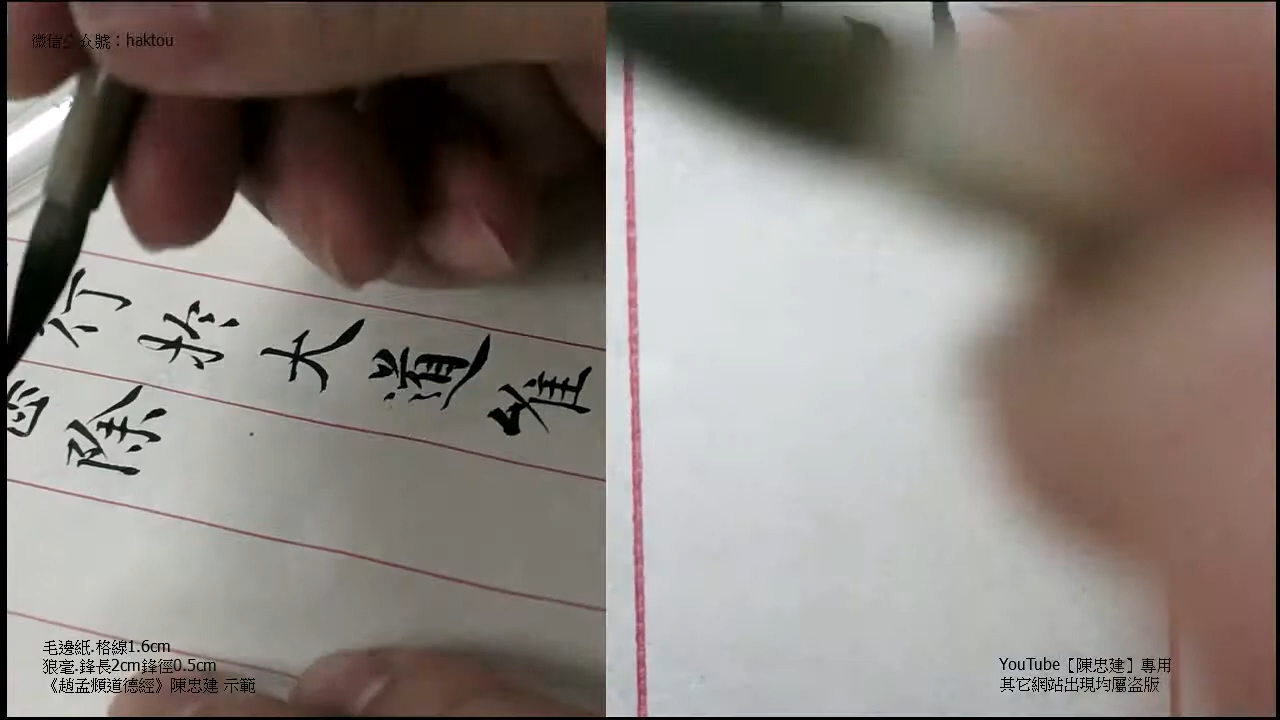 微信公众號：haktou
行於大道唯
除
毛邊紙.格線1.6cm
狼毫.鋒長2cm鋒徑0.5cm
《趙孟頫道德經》陳忠建 示範
YouTube［陳忠建］專用
其它網站出現均屬盜版